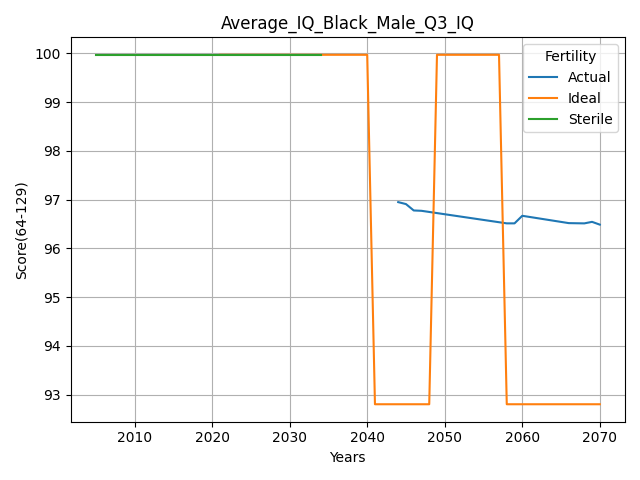 Average_IQ_Black_Male_Q3_IQ
Score(64-129)
100
99
98
97
96
95
94
93
Fertility
Actual
Ideal
Sterile
2010 2020 2030 2040 2050 2060 2070
Years